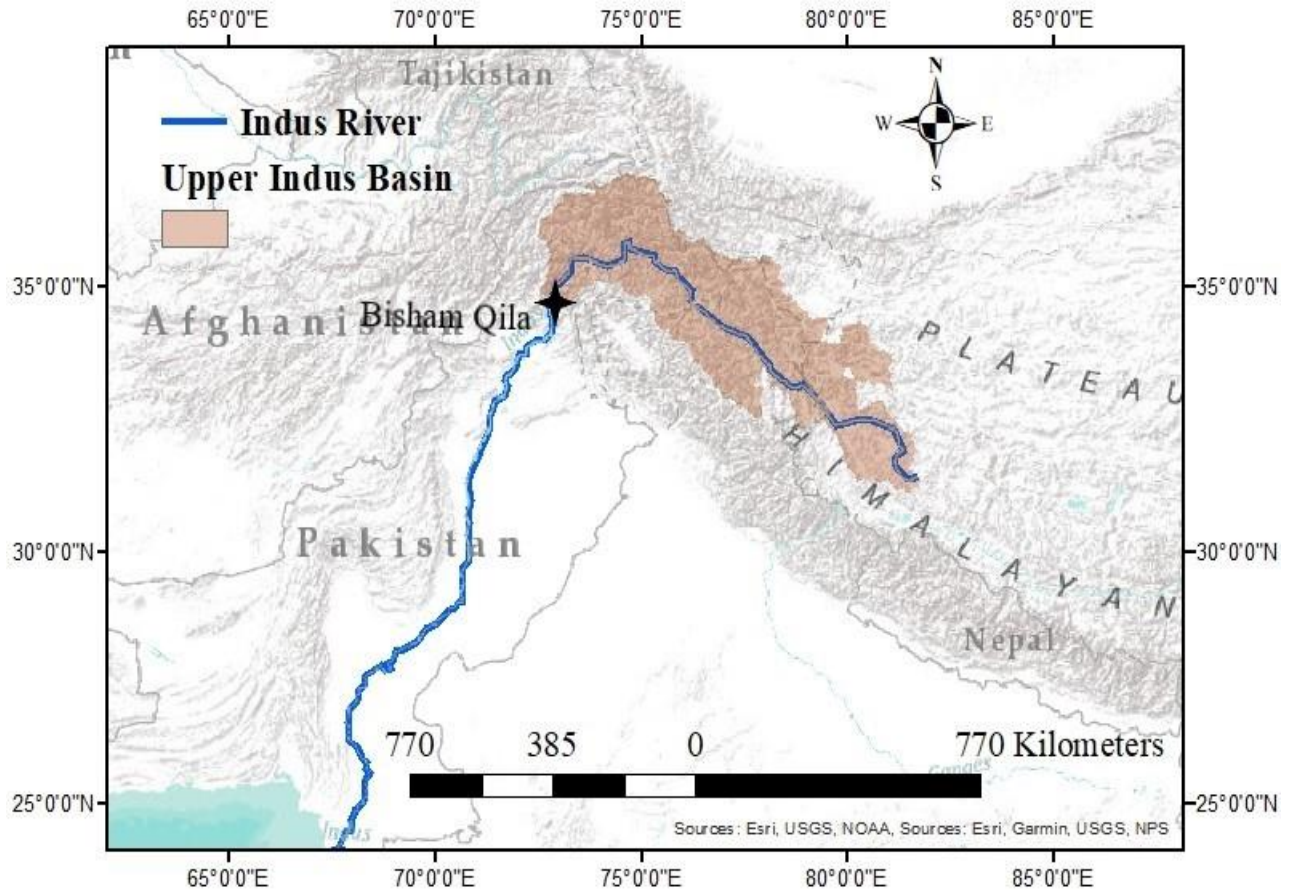 65°0'0"E 70°0'0"E 75°0'0"E 80°0'0"E 85°0'0"E
Tajikistan
N
W E
S
Indus River
Upper Indus Basin
35°0'0"N 35°0'0"N
Afghanistan
Bisham Qila
PLATEAU
HIMALAYAN
30°0'0"N 30°0'0"N
Pakistan
Nepal
770 385 0 770 Kilometers
Ganges
25°0'0"N 25°0'0"N
Indus
Sources: Esri, USGS, NOAA, Sources: Esri, Garmin, USGS, NPS
65°0'0"E 70°0'0"E 75°0'0"E 80°0'0"E 85°0'0"E